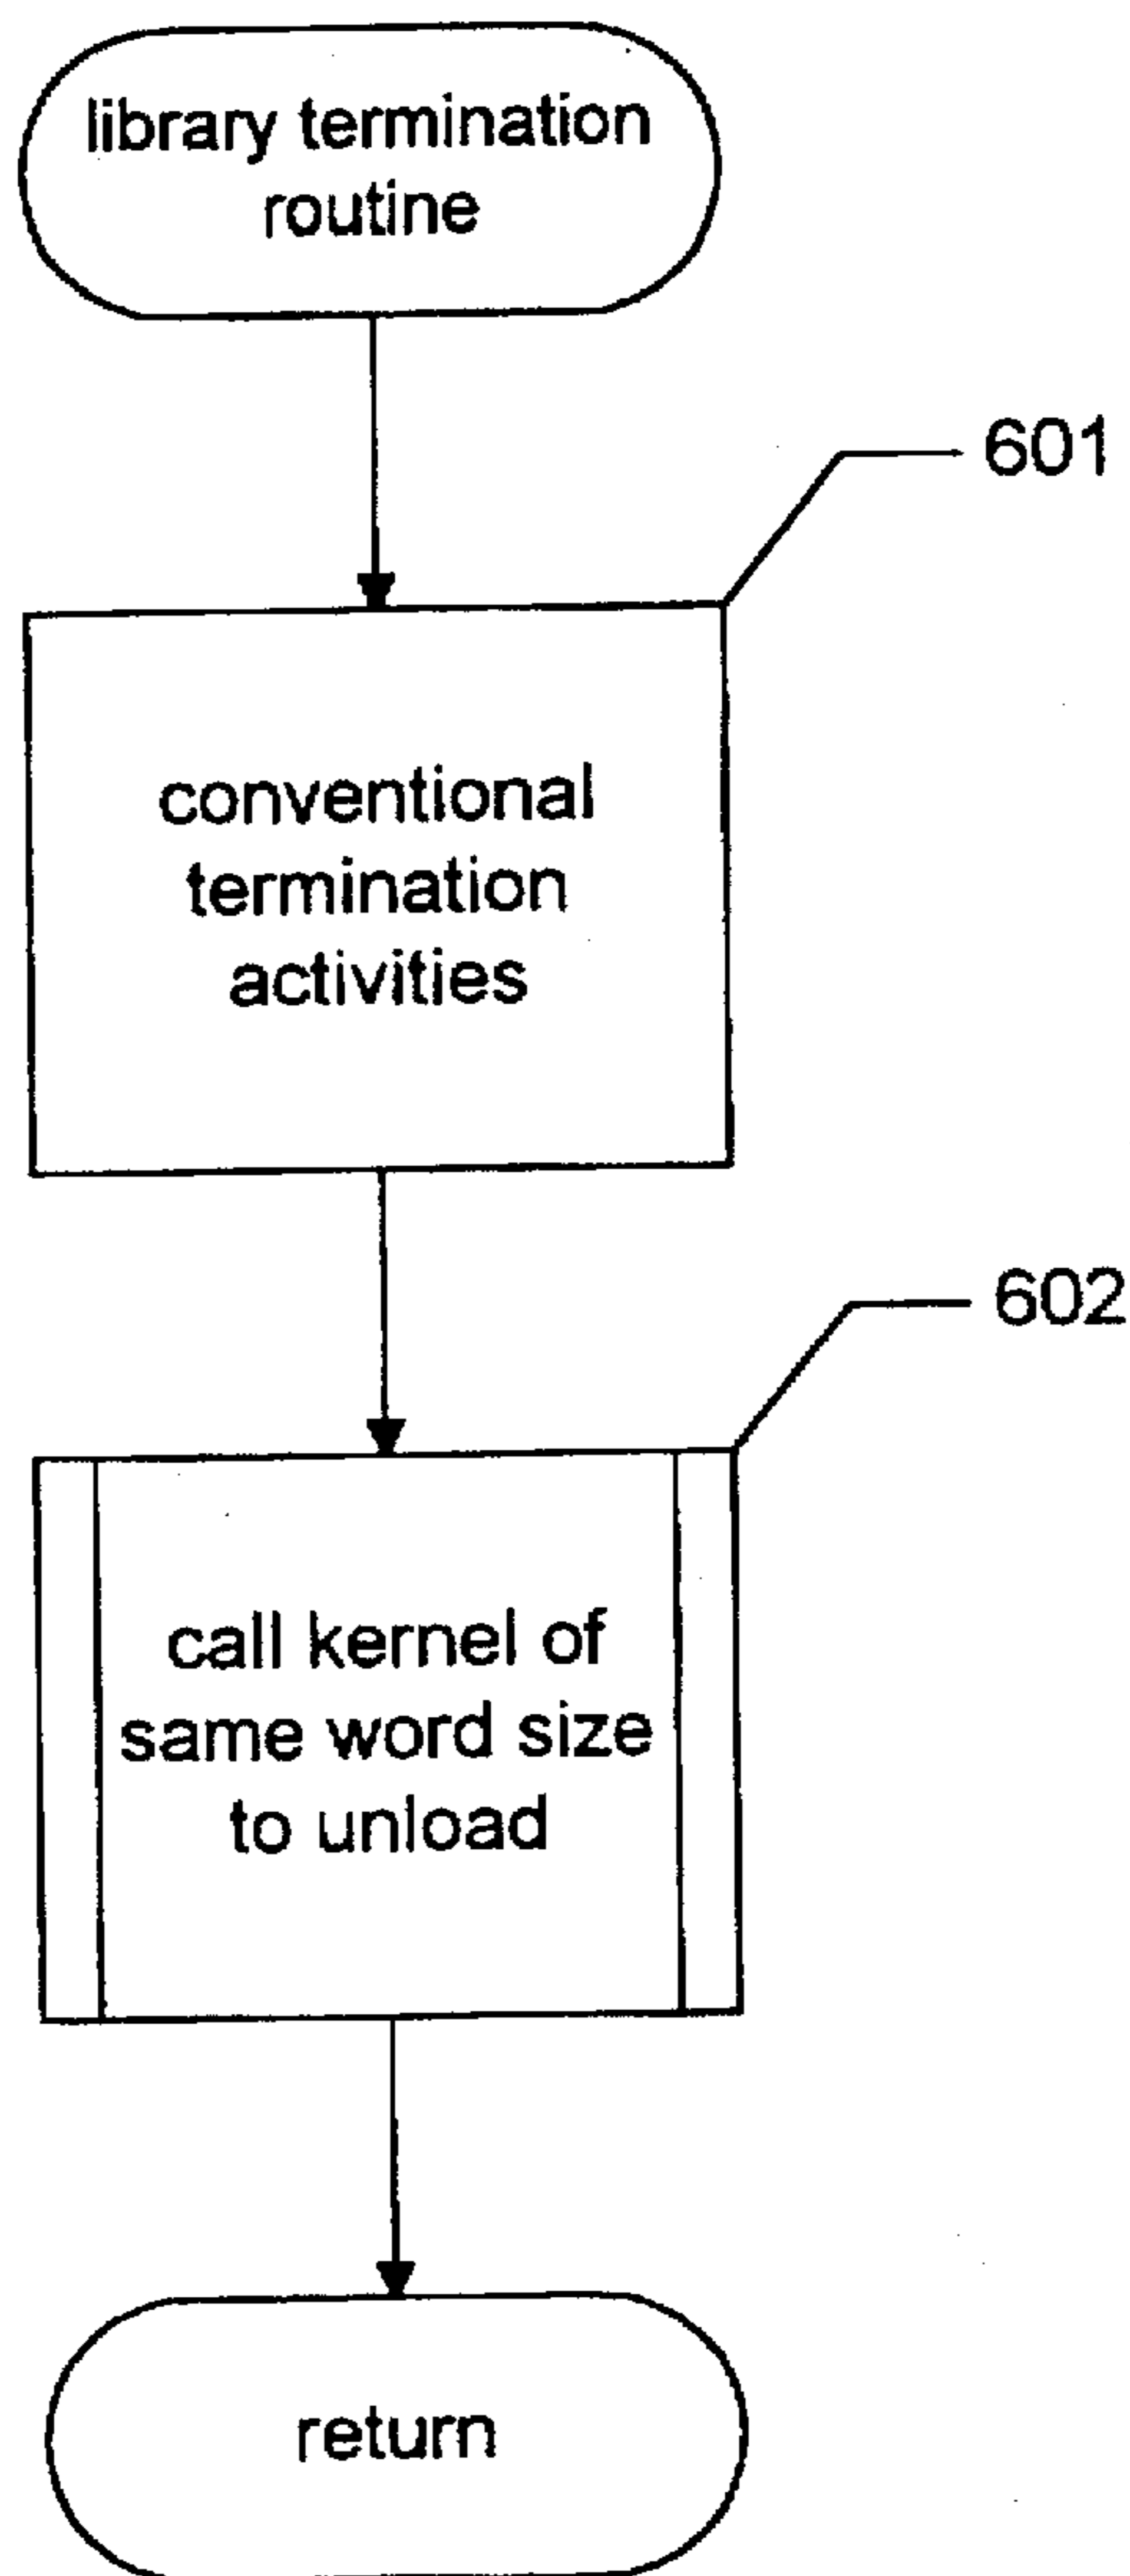 library termination
routine
601
conventional
termination
activities
602
call kernel of
same word size
to unload
return